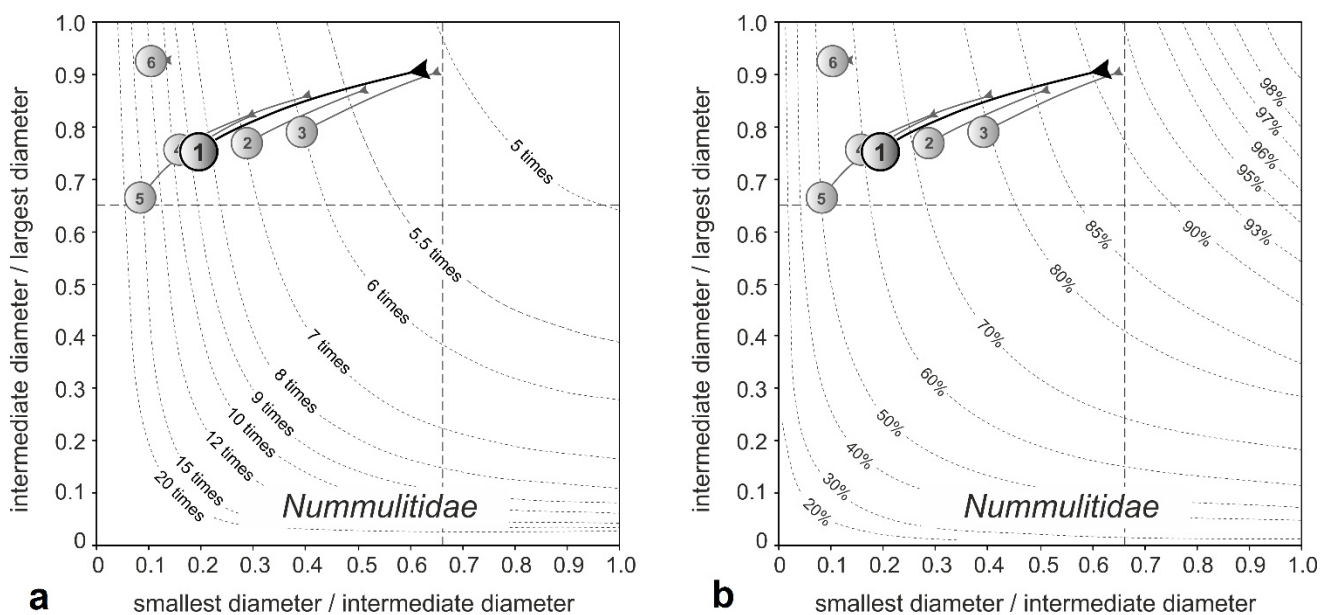 intermediate diameter / largest diameter
1.0
0.9
0.8
0.7
0.6
0.5
0.4
0.3
0.2
0.1
0
6
4
1
2
3
5
5 times
5.5 times
6 times
7 times
8 times
9 times
10 times
12 times
15 times
20 times
Nummulitidae
0 0.1 0.2 0.3 0.4 0.5 0.6 0.7 0.8 0.9 1.0
a smallest diameter / intermediate diameter
intermediate diameter / largest diameter
1.0
0.9
0.8
0.7
0.6
0.5
0.4
0.3
0.2
0.1
0
6
4
1
2
3
5
98%
97%
96%
95%
93%
90%
85%
80%
70%
60%
50%
40%
30%
20%
Nummulitidae
0 0.1 0.2 0.3 0.4 0.5 0.6 0.7 0.8 0.9 1.0
b smallest diameter / intermediate diameter